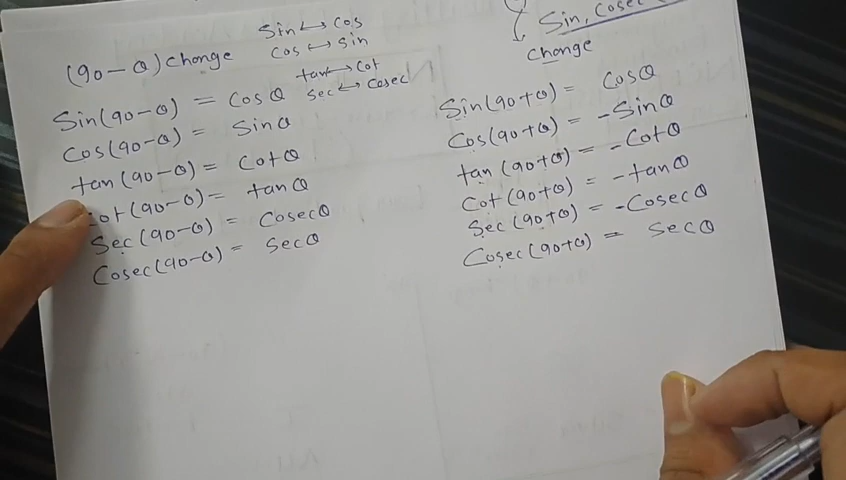 (90-θ) change
Sin↔cos
cos↔sin
tan↔cot
sec↔cosec
Sin(90-θ) = cosθ
Cos(90-θ) = sinθ
tan(90-θ) = cotθ
cot(90-θ) = tanθ
Sec(90-θ) = cosecθ
Cosec(90-θ) = secθ
Sin, Cosec
change
Sin(90+θ) = cosθ
Cos(90+θ) = -sinθ
tan(90+θ) = -cotθ
Cot(90+θ) = -tanθ
Sec(90+θ) = -cosecθ
Cosec(90+θ) = secθ